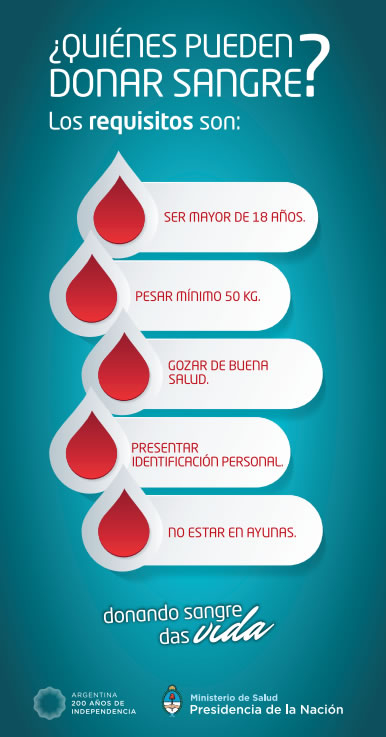 ¿QUIÉNES PUEDEN
DONAR SANGRE?
Los requisitos son:
SER MAYOR DE 18 AÑOS.
PESAR MÍNIMO 50 KG.
GOZAR DE BUENA
SALUD.
PRESENTAR
IDENTIFICACIÓN PERSONAL.
NO ESTAR EN AYUNAS.
donando sangre
das vida
ARGENTINA
200 AÑOS DE
INDEPENDENCIA
Ministerio de Salud
Presidencia de la Nación